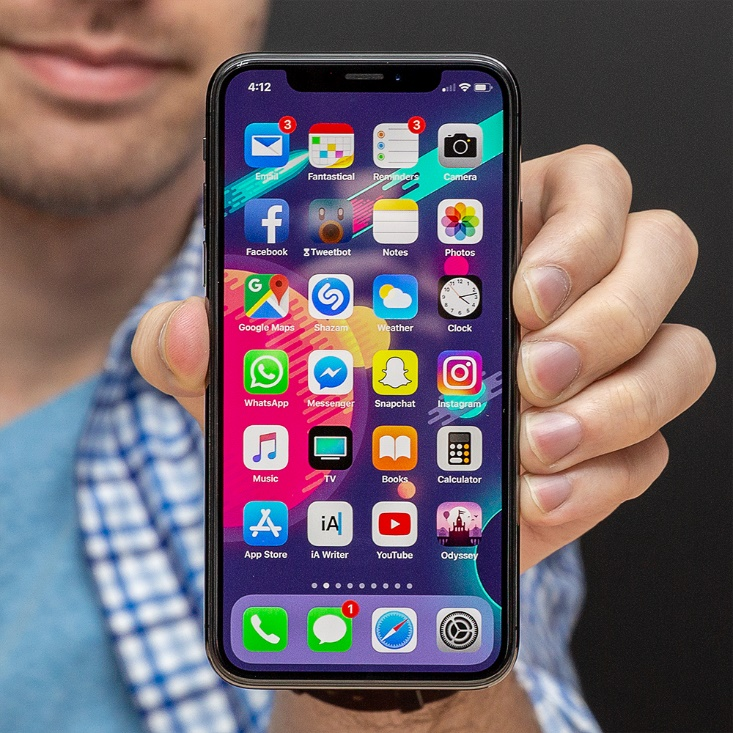 4:12
3 3
Email Fantastical Reminders Camera
Facebook Tweetbot Notes Photos
G
Google Maps Shazam Weather Clock
WhatsApp Messenger Snapchat Instagram
Music TV Books Calculator
iA
App Store iA Writer YouTube Odyssey
1